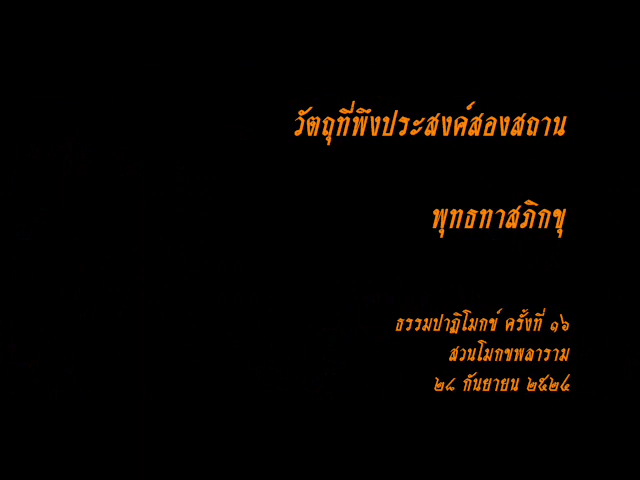 วัตถุที่พึงประสงค์สองสถาน
พุทธทาสภิกขุ
ธรรมปาฏิโมกข์ ครั้งที่ ๑๖
สวนโมกขพลาราม
๒๘ กันยายน ๒๕๒๔